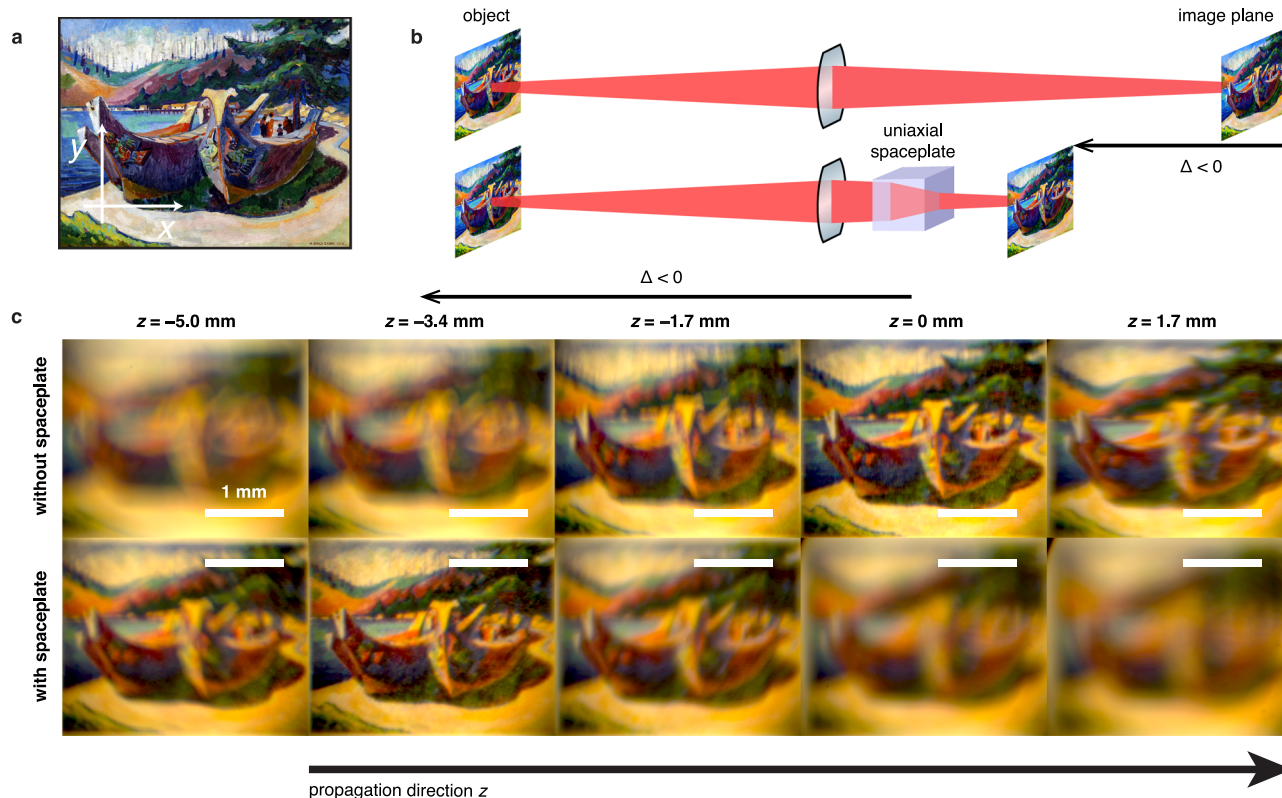 a
y
x
b
object
image plane
Δ < 0
uniaxial
spaceplate
Δ < 0
c
z = −5.0 mm
z = −3.4 mm
z = −1.7 mm
z = 0 mm
z = 1.7 mm
without spaceplate
1 mm
with spaceplate
propagation direction z